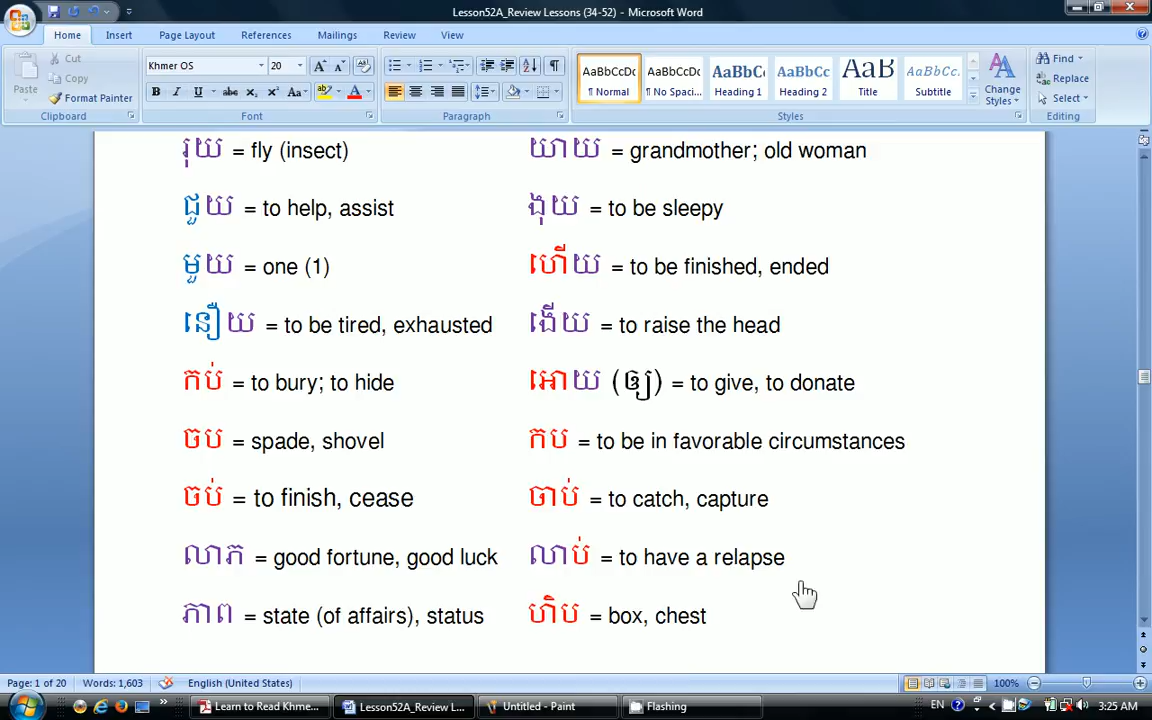 Lesson52A_Review Lessons (34-52) - Microsoft Word
Home Insert Page Layout References Mailings Review View
Cut
Copy
Format Painter
Paste
Clipboard
Khmer OS 20
Font
Paragraph
AaBbCcDc AaBbCcDc AaBbCc AaBbCc AaB AaBbCc.
¶ Normal ¶ No Spaci... Heading 1 Heading 2 Title Subtitle
Change Styles
Styles
Find
Replace
Select
Editing
រុយ = fly (insect) យាយ = grandmother; old woman
ជួយ = to help, assist ងុយ = to be sleepy
មួយ = one (1) ហើយ = to be finished, ended
នឿយ = to be tired, exhausted ងើយ = to raise the head
កប់ = to bury; to hide អោយ (ឲ្យ) = to give, to donate
ចប = spade, shovel កប = to be in favorable circumstances
ចប់ = to finish, cease ចាប់ = to catch, capture
លាភ = good fortune, good luck លាប់ = to have a relapse
ភាព = state (of affairs), status ហិប = box, chest
Page: 1 of 20 Words: 1,603 English (United States) 100%
Learn to Read Khme... Lesson52A_Review L... Untitled - Paint Flashing EN 3:25 AM